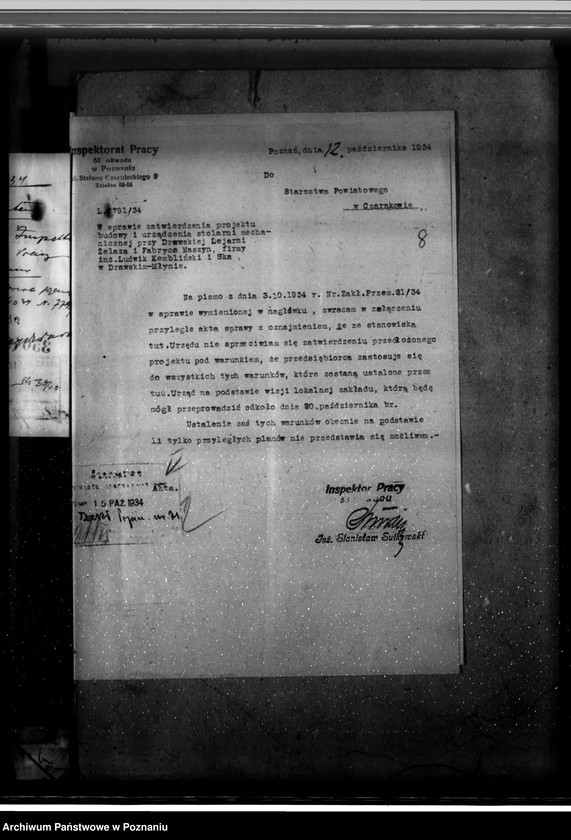 Inspektorat Pracy
53 obwodu
w Poznaniu
ul. Stefana Czarnieckiego 9
Telefon 66-56
Poznań, dnia 12. października 1934
Do
Starostwa Powiatowego
w Czarnkowie
8
L. 791/34
W sprawie zatwierdzenia projektu
budowy i urządzenia stolarni mecha-
nicznej przy Drawskiej Lejarni
Żelaza i Fabryce Maszyn, firmy
inż. Ludwik Kembliński i Ska
w Drawskim-Młynie.
Na pismo z dnia 3.10.1934 r. Nr.Zakł.Przem.21/34
w sprawie wymienionej w nagłówku , zwracam w załączeniu
przyległe akta sprawy z oznajmieniem, że ze stanowiska
tut.Urzędu nie sprzeciwiam się zatwierdzeniu przedłożonego
projektu pod warunkiem, że przedsiębiorca zastosuje się
do wszystkich tych warunków, które zostaną ustalone przez
tut.Urząd na podstawie wizji lokalnej zakładu, którą będę
mógł przeprowadzić odkoło dnia 20.października br.
Ustalenie zaś tych warunków obecnie na podstawie
li tylko przyległych planów nie przedstawia się możliwem.-
Akta.
15 PAŹ. 1934
Inspektor Pracy
Inż. Stanisław Sutkowski
Archiwum Państwowe w Poznaniu